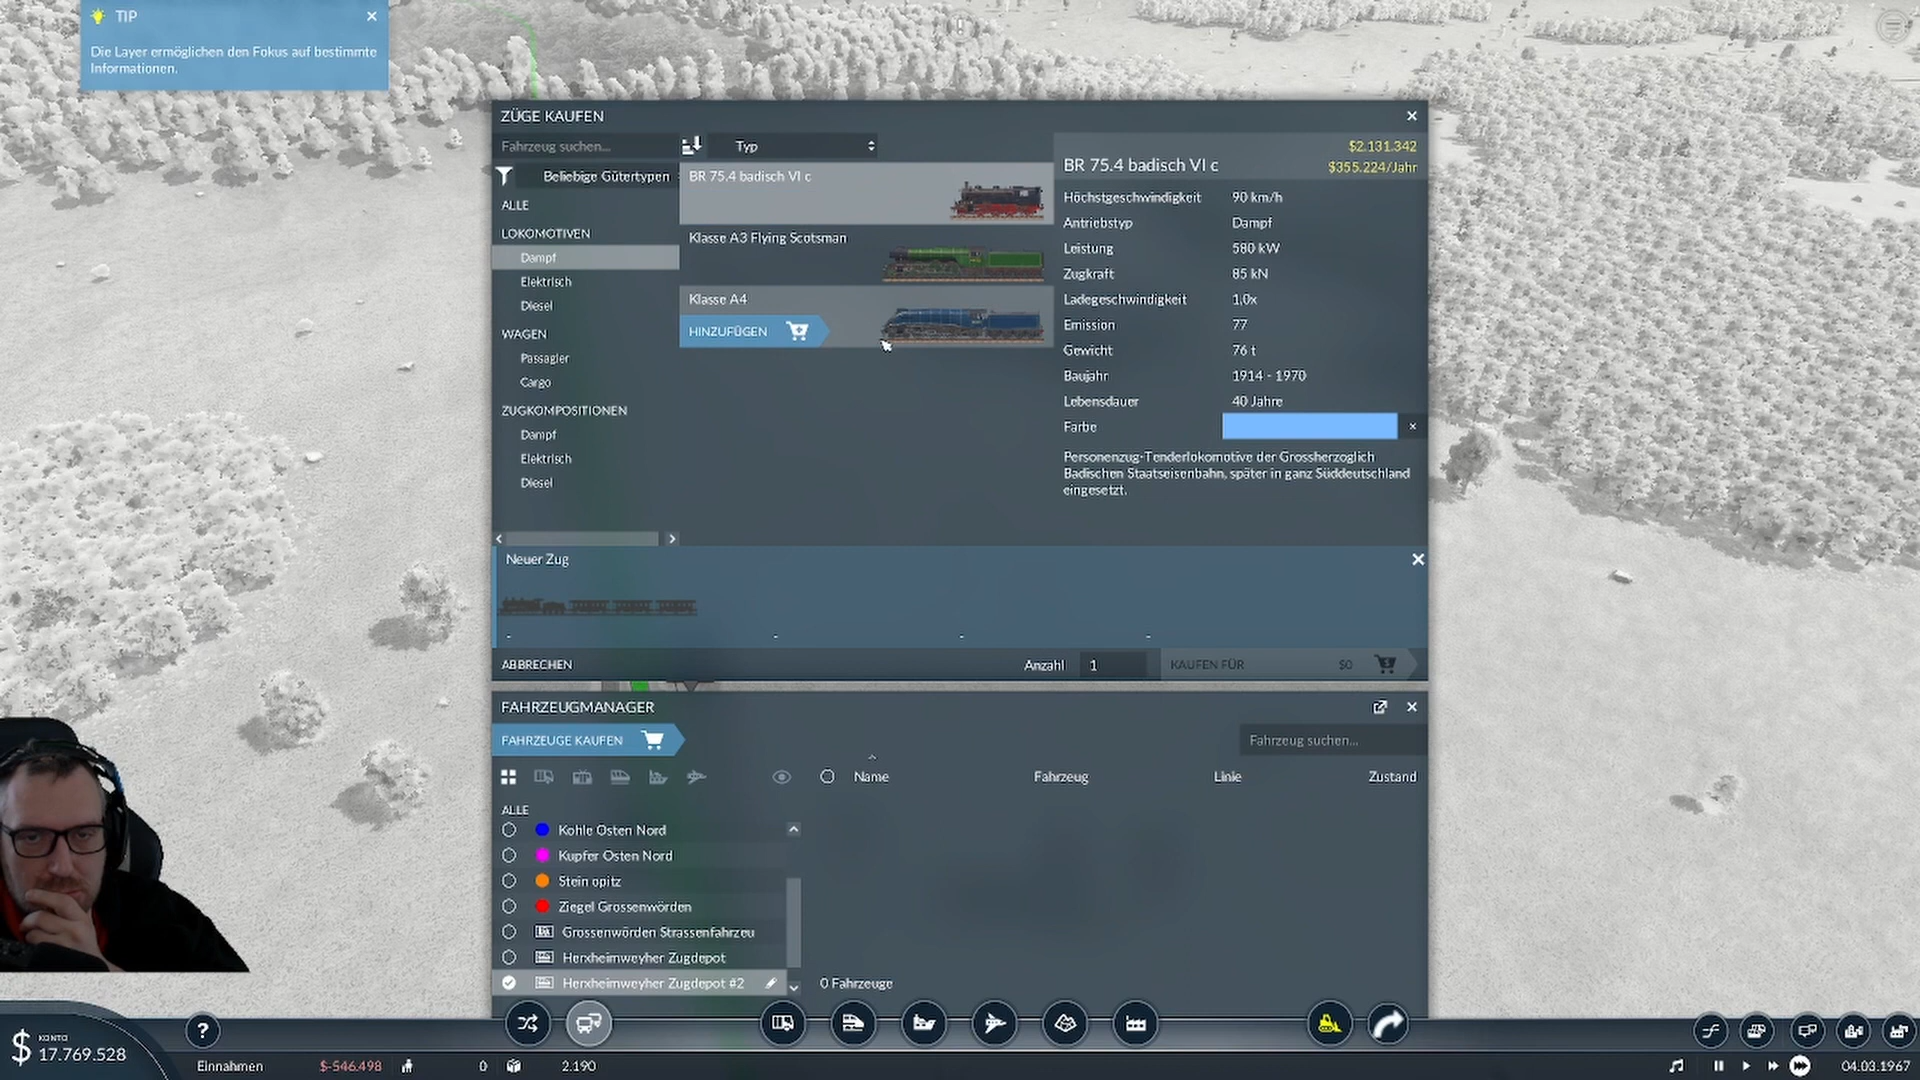 TIP
Die Layer ermöglichen den Fokus auf bestimmte
Informationen.
ZÜGE KAUFEN
Fahrzeug suchen...
Typ
Beliebige Gütertypen
ALLE
LOKOMOTIVEN
Dampf
Elektrisch
Diesel
WAGEN
Passagier
Cargo
ZUGKOMPOSITIONEN
Dampf
Elektrisch
Diesel
BR 75.4 badisch VI c
Klasse A3 Flying Scotsman
Klasse A4
HINZUFÜGEN
$2.131.342
BR 75.4 badisch VI c
$355.224/Jahr
Höchstgeschwindigkeit 90 km/h
Antriebstyp Dampf
Leistung 580 kW
Zugkraft 85 kN
Ladegeschwindigkeit 1,0x
Emission 77
Gewicht 76 t
Baujahr 1914 - 1970
Lebensdauer 40 Jahre
Farbe
Personenzug-Tenderlokomotive der Grossherzoglich
Badischen Staatseisenbahn, später in ganz Süddeutschland
eingesetzt.
Neuer Zug
- - - -
ABBRECHEN
Anzahl 1
KAUFEN FÜR $0
FAHRZEUGMANAGER
FAHRZEUGE KAUFEN
Fahrzeug suchen...
Name Fahrzeug Linie Zustand
ALLE
Kohle Osten Nord
Kupfer Osten Nord
Stein opitz
Ziegel Grossenwörden
Grossenwörden Strassenfahrzeu
Herxheimweyher Zugdepot
Herxheimweyher Zugdepot #2
0 Fahrzeuge
$ KONTO
17.769.528
?
Einnahmen $-546.498 0 2.190
04.03.1967